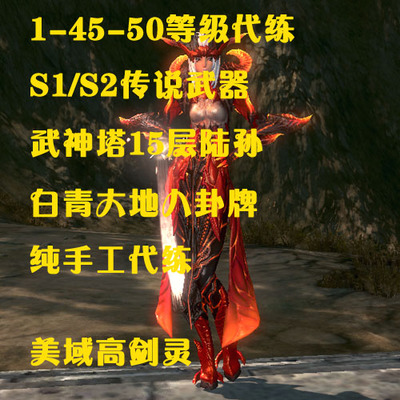 1-45-50等级代练
S1/S2传说武器
武神塔15层陆孙
白青大地八卦牌
纯手工代练
美域高剑灵